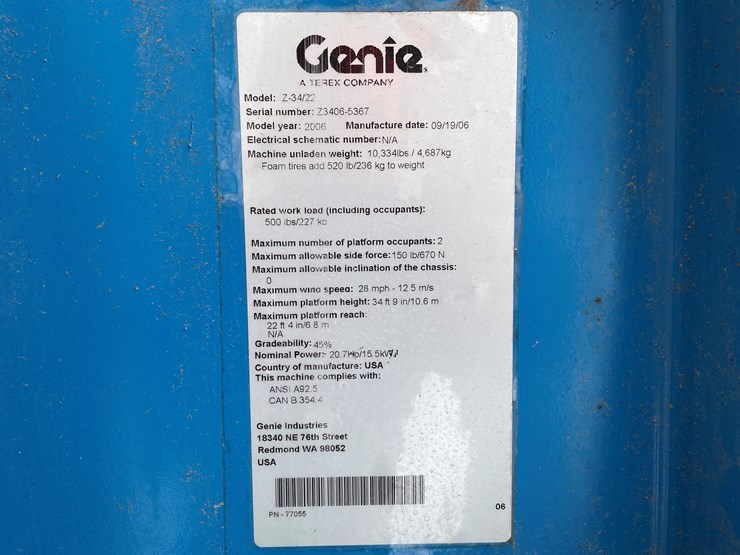 Genie.
A TEREX COMPANY
Model: Z-34/22
Serial number: Z3406-5367
Model year: 2006 Manufacture date: 09/19/06
Electrical schematic number:N/A
Machine unladen weight: 10,334lbs / 4,687kg
Foam tires add 520 lb/236 kg to weight
Rated work load (including occupants):
500 lbs/227 kg
Maximum number of platform occupants: 2
Maximum allowable side force: 150 lb/670 N
Maximum allowable inclination of the chassis:
0
Maximum wind speed: 28 mph - 12.5 m/s
Maximum platform height: 34 ft 9 in/10.6 m
Maximum platform reach:
22 ft 4 in/6.8 m
N/A
Gradeability: 45%
Nominal Power: 20.7Hp/15.5kW
Country of manufacture: USA
This machine complies with:
ANSI A92.5
CAN B.354.4
Genie Industries
18340 NE 76th Street
Redmond WA 98052
USA
PN - 77055
06